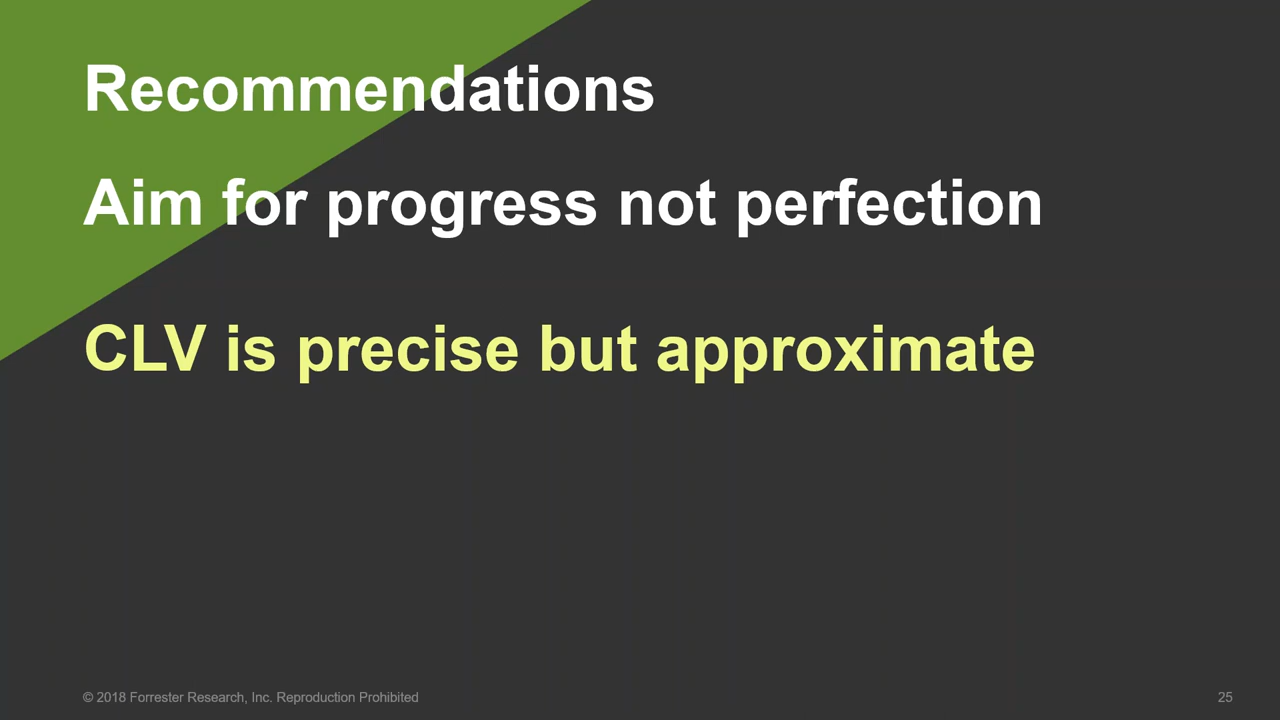 Recommendations
Aim for progress not perfection
CLV is precise but approximate
© 2018 Forrester Research, Inc. Reproduction Prohibited
25